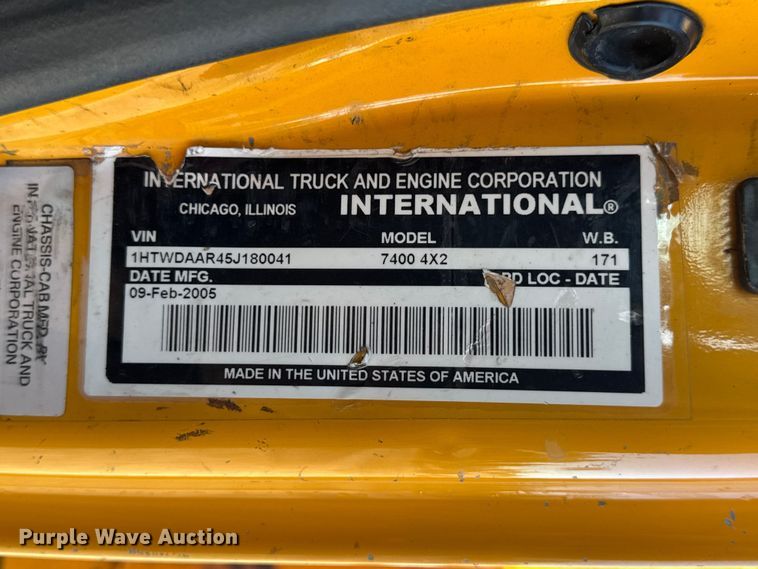 INTERNATIONAL TRUCK AND ENGINE CORPORATION
CHICAGO, ILLINOIS INTERNATIONAL®
VIN MODEL W.B.
1HTWDAAR45J180041 7400 4X2 171
DATE MFG. PRD LOC - DATE
09-Feb-2005
MADE IN THE UNITED STATES OF AMERICA
CHASSIS-CAB MFD. BY
INTERNATIONAL TRUCK AND
ENGINE CORPORATION
Purple Wave Auction®